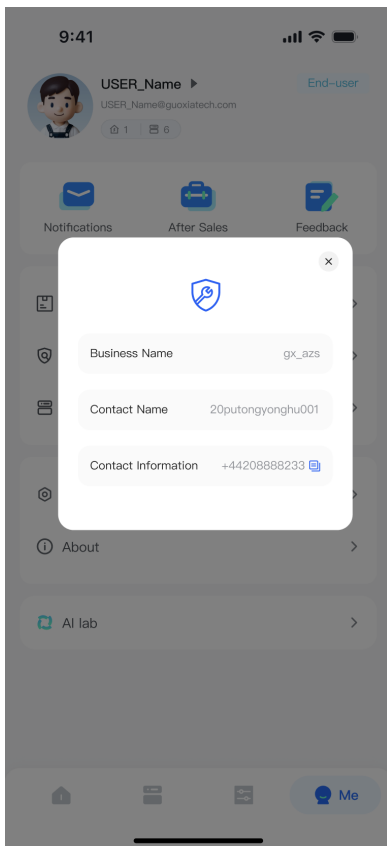 9:41
USER_Name
End-user
USER_Name@guoxiatech.com
1 6
Notifications After Sales Feedback
Business Name gx_azs
Contact Name 20putongyonghu001
Contact Information +44208888233
About
AI lab
Me